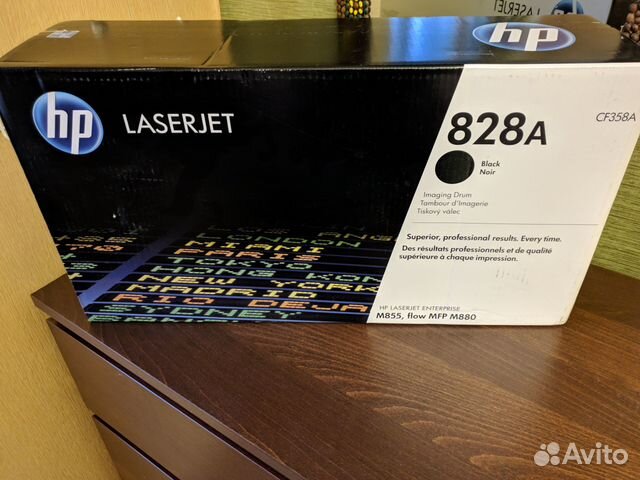 hp
hp
LASERJET
828A
CF358A
Black
Noir
Imaging Drum
Tambour d'Imagerie
Tiskový válec
Superior, professional results. Every time.
Des résultats professionnels et de qualité
supérieure à chaque impression.
LONDON
MIAMI
PARIS
TOKYO
HONG KONG
NEW YORK
MADRID
RIO DEJA
SYDNEY
HP LASERJET ENTERPRISE
M855, flow MFP M880
Avito